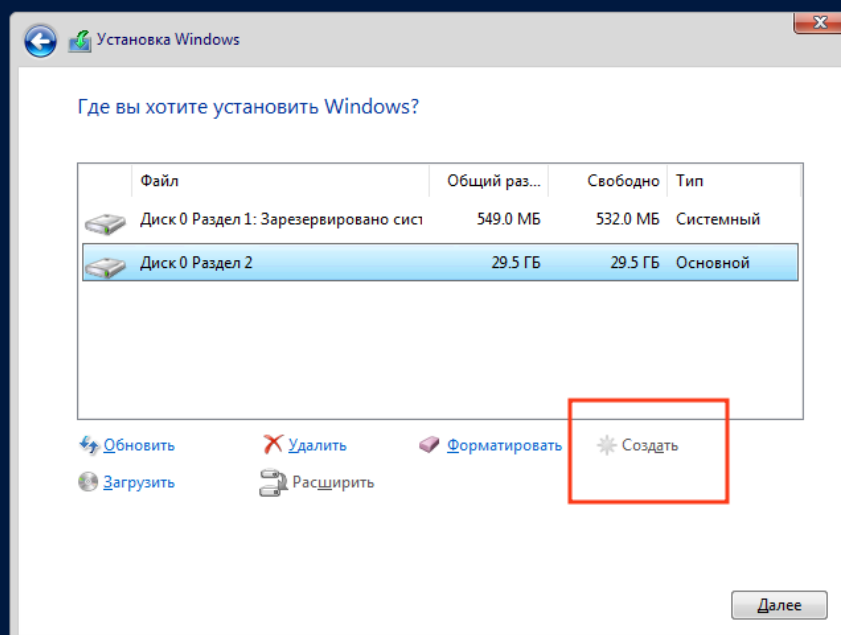 Установка Windows
Где вы хотите установить Windows?
Файл Общий раз... Свободно Тип
Диск 0 Раздел 1: Зарезервировано сист 549.0 МБ 532.0 МБ Системный
Диск 0 Раздел 2 29.5 ГБ 29.5 ГБ Основной
Обновить Удалить Форматировать Создать
Загрузить Расширить
Далее